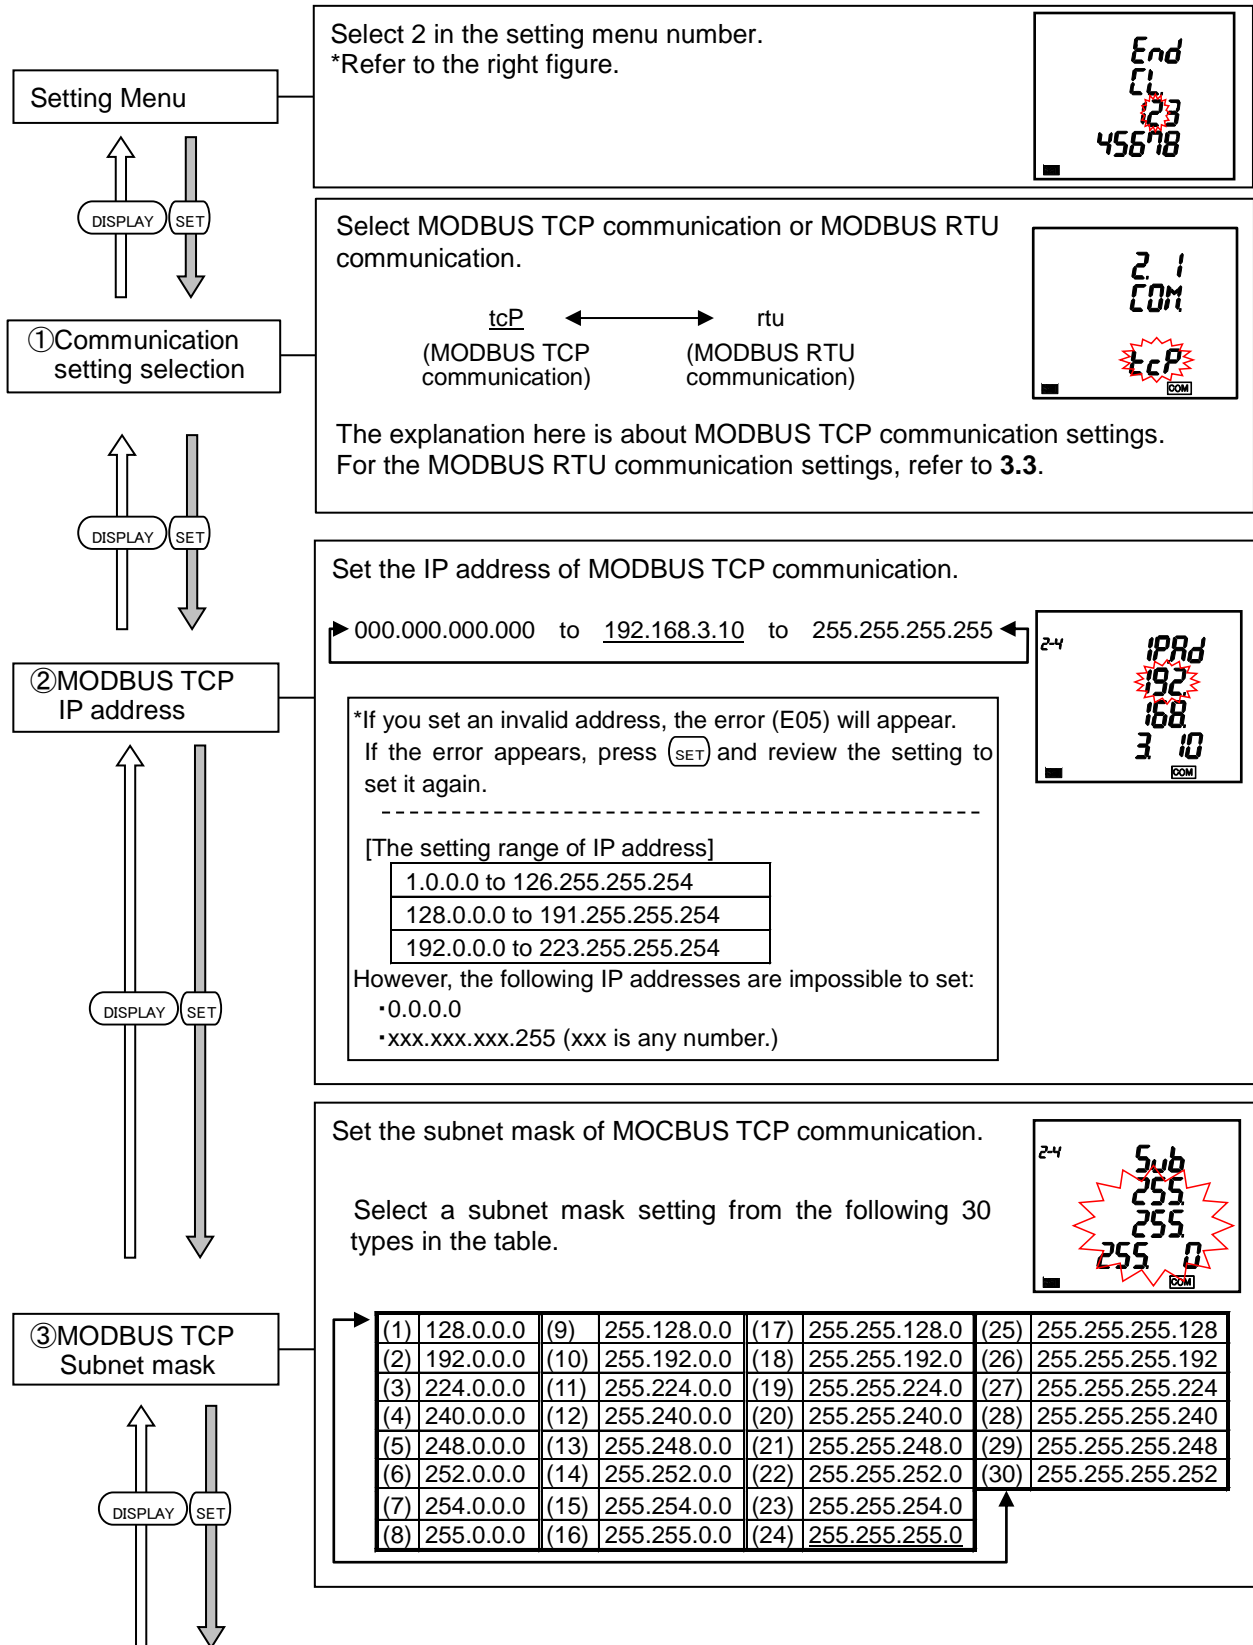 Select 2 in the setting menu number.
*Refer to the right figure.
Setting Menu
End
CL.
123
45678
DISPLAY SET
Select MODBUS TCP communication or MODBUS RTU
communication.
tcP rtu
(MODBUS TCP (MODBUS RTU
communication) communication)
The explanation here is about MODBUS TCP communication settings.
For the MODBUS RTU communication settings, refer to 3.3.
2. 1
COM.
tcP
COM
①Communication
setting selection
DISPLAY SET
Set the IP address of MODBUS TCP communication.
000.000.000.000 to 192.168.3.10 to 255.255.255.255
2-4
IPAd
192.
168.
3. 10
COM
②MODBUS TCP
IP address
*If you set an invalid address, the error (E05) will appear.
If the error appears, press SET and review the setting to
set it again.
[The setting range of IP address]
1.0.0.0 to 126.255.255.254
128.0.0.0 to 191.255.255.254
192.0.0.0 to 223.255.255.254
However, the following IP addresses are impossible to set:
・0.0.0.0
・xxx.xxx.xxx.255 (xxx is any number.)
DISPLAY SET
Set the subnet mask of MOCBUS TCP communication.
Select a subnet mask setting from the following 30
types in the table.
2-4
Sub
255.
255.
255. 0
COM
③MODBUS TCP
Subnet mask
(1) 128.0.0.0 (9) 255.128.0.0 (17) 255.255.128.0 (25) 255.255.255.128
(2) 192.0.0.0 (10) 255.192.0.0 (18) 255.255.192.0 (26) 255.255.255.192
(3) 224.0.0.0 (11) 255.224.0.0 (19) 255.255.224.0 (27) 255.255.255.224
(4) 240.0.0.0 (12) 255.240.0.0 (20) 255.255.240.0 (28) 255.255.255.240
(5) 248.0.0.0 (13) 255.248.0.0 (21) 255.255.248.0 (29) 255.255.255.248
(6) 252.0.0.0 (14) 255.252.0.0 (22) 255.255.252.0 (30) 255.255.255.252
(7) 254.0.0.0 (15) 255.254.0.0 (23) 255.255.254.0
(8) 255.0.0.0 (16) 255.255.0.0 (24) 255.255.255.0
DISPLAY SET